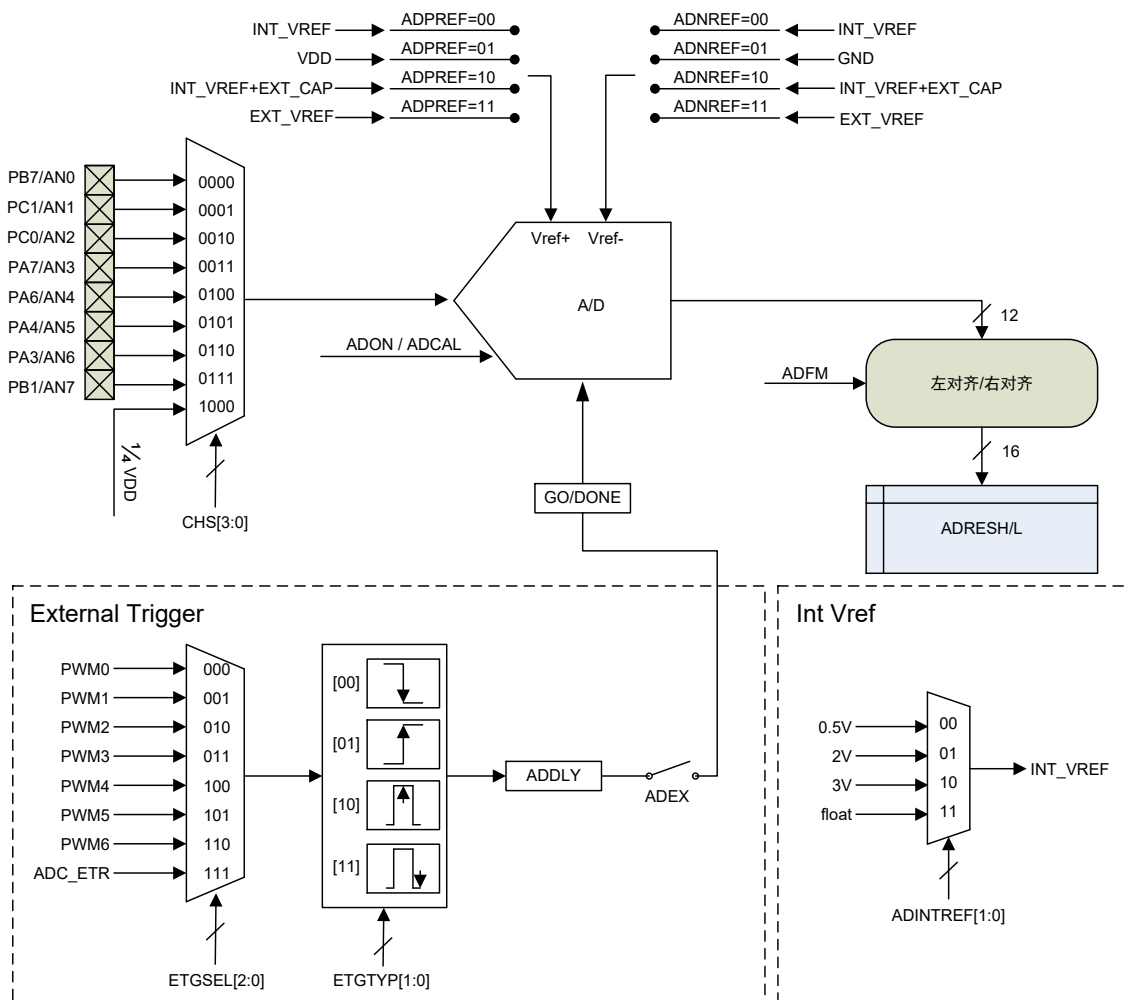 INT_VREF
ADPREF=00
VDD
ADPREF=01
INT_VREF+EXT_CAP
ADPREF=10
EXT_VREF
ADPREF=11
ADNREF=00
INT_VREF
ADNREF=01
GND
ADNREF=10
INT_VREF+EXT_CAP
ADNREF=11
EXT_VREF
PB7/AN0
0000
PC1/AN1
0001
PC0/AN2
0010
PA7/AN3
0011
PA6/AN4
0100
PA4/AN5
0101
PA3/AN6
0110
PB1/AN7
0111
1000
¼ VDD
CHS[3:0]
Vref+ Vref-
A/D
ADON / ADCAL
GO/DONE
12
ADFM
左对齐/右对齐
16
ADRESH/L
External Trigger
PWM0
000
PWM1
001
PWM2
010
PWM3
011
PWM4
100
PWM5
101
PWM6
110
ADC_ETR
111
ETGSEL[2:0]
[00]
[01]
[10]
[11]
ETGTYP[1:0]
ADDLY
ADEX
Int Vref
0.5V
00
2V
01
3V
10
float
11
INT_VREF
ADINTREF[1:0]